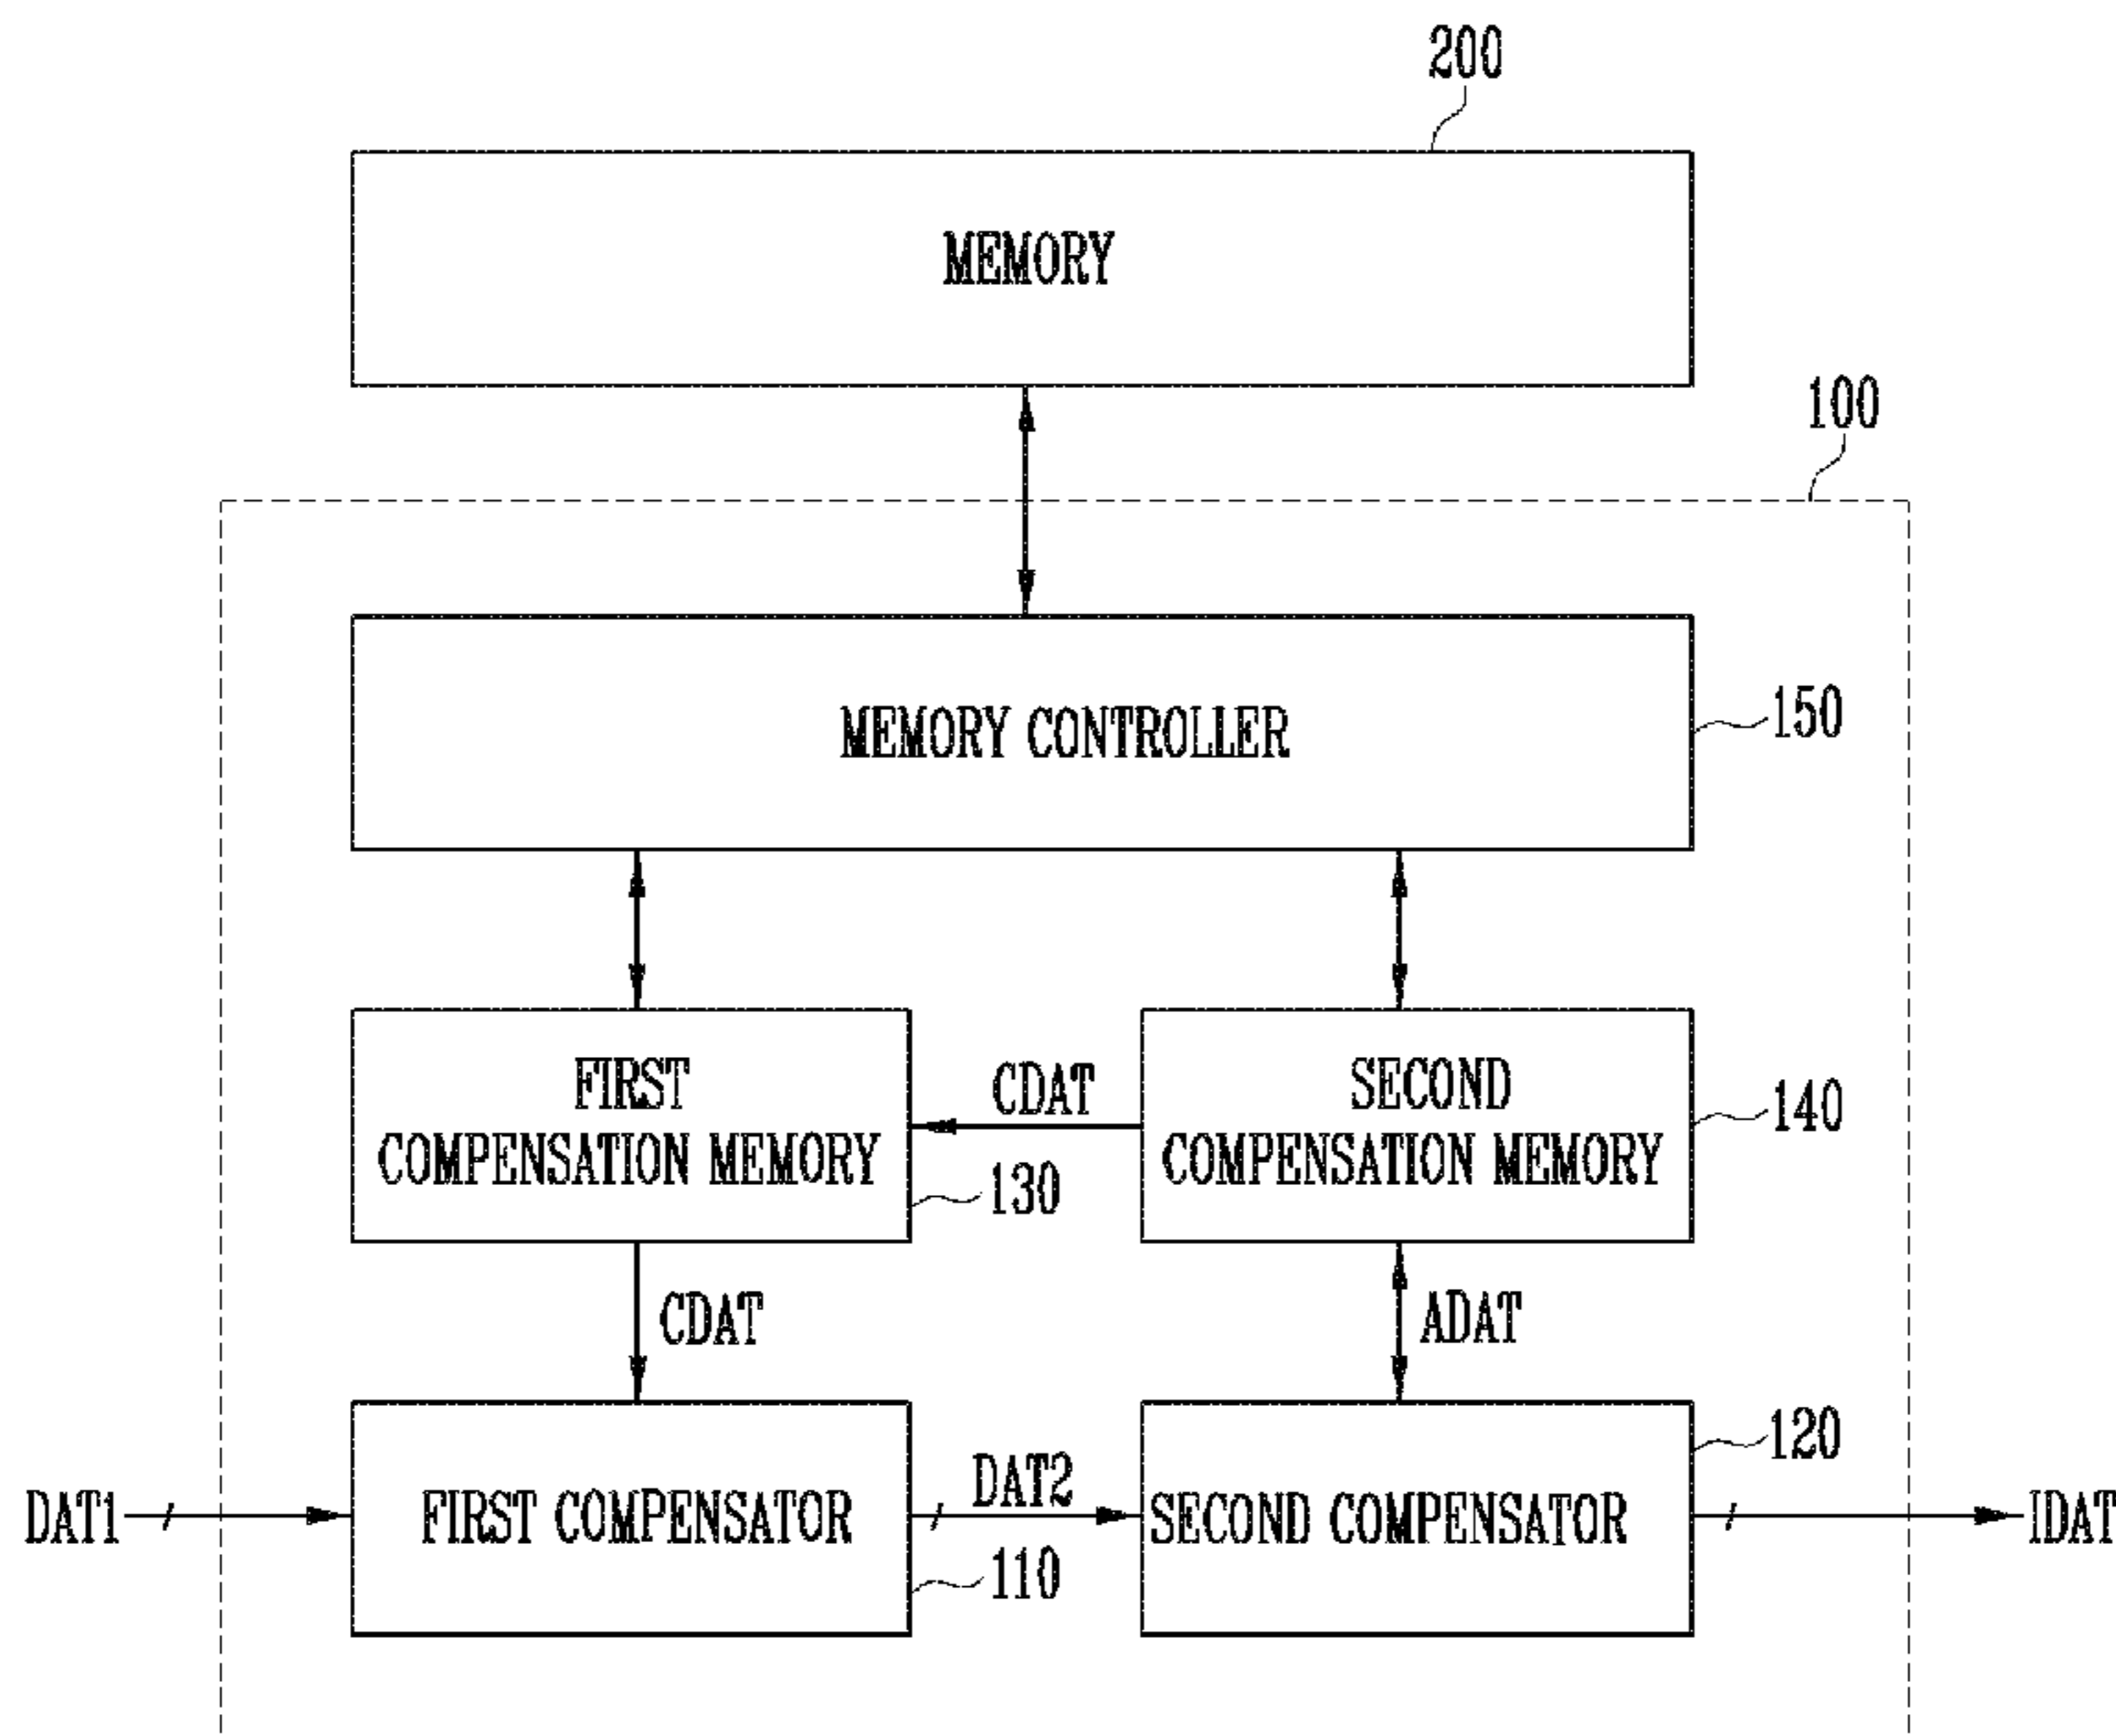 200
MEMORY
100
MEMORY CONTROLLER
150
FIRST
COMPENSATION MEMORY
130
CDAT
SECOND
COMPENSATION MEMORY
140
CDAT
ADAT
DAT1
FIRST COMPENSATOR
110
DAT2
SECOND COMPENSATOR
120
IDAT